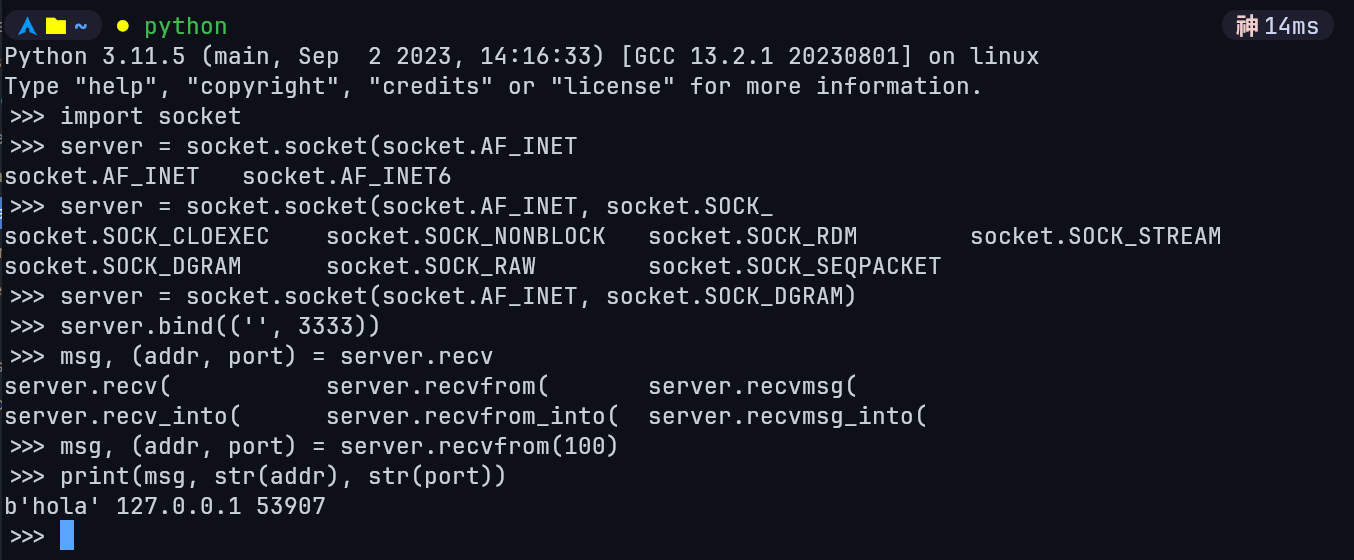 ~ ● python 神 14ms
Python 3.11.5 (main, Sep  2 2023, 14:16:33) [GCC 13.2.1 20230801] on linux
Type "help", "copyright", "credits" or "license" for more information.
>>> import socket
>>> server = socket.socket(socket.AF_INET
socket.AF_INET   socket.AF_INET6
>>> server = socket.socket(socket.AF_INET, socket.SOCK_
socket.SOCK_CLOEXEC    socket.SOCK_NONBLOCK   socket.SOCK_RDM        socket.SOCK_STREAM
socket.SOCK_DGRAM      socket.SOCK_RAW        socket.SOCK_SEQPACKET
>>> server = socket.socket(socket.AF_INET, socket.SOCK_DGRAM)
>>> server.bind(('', 3333))
>>> msg, (addr, port) = server.recv
server.recv(           server.recvfrom(       server.recvmsg(
server.recv_into(      server.recvfrom_into(  server.recvmsg_into(
>>> msg, (addr, port) = server.recvfrom(100)
>>> print(msg, str(addr), str(port))
b'hola' 127.0.0.1 53907
>>>